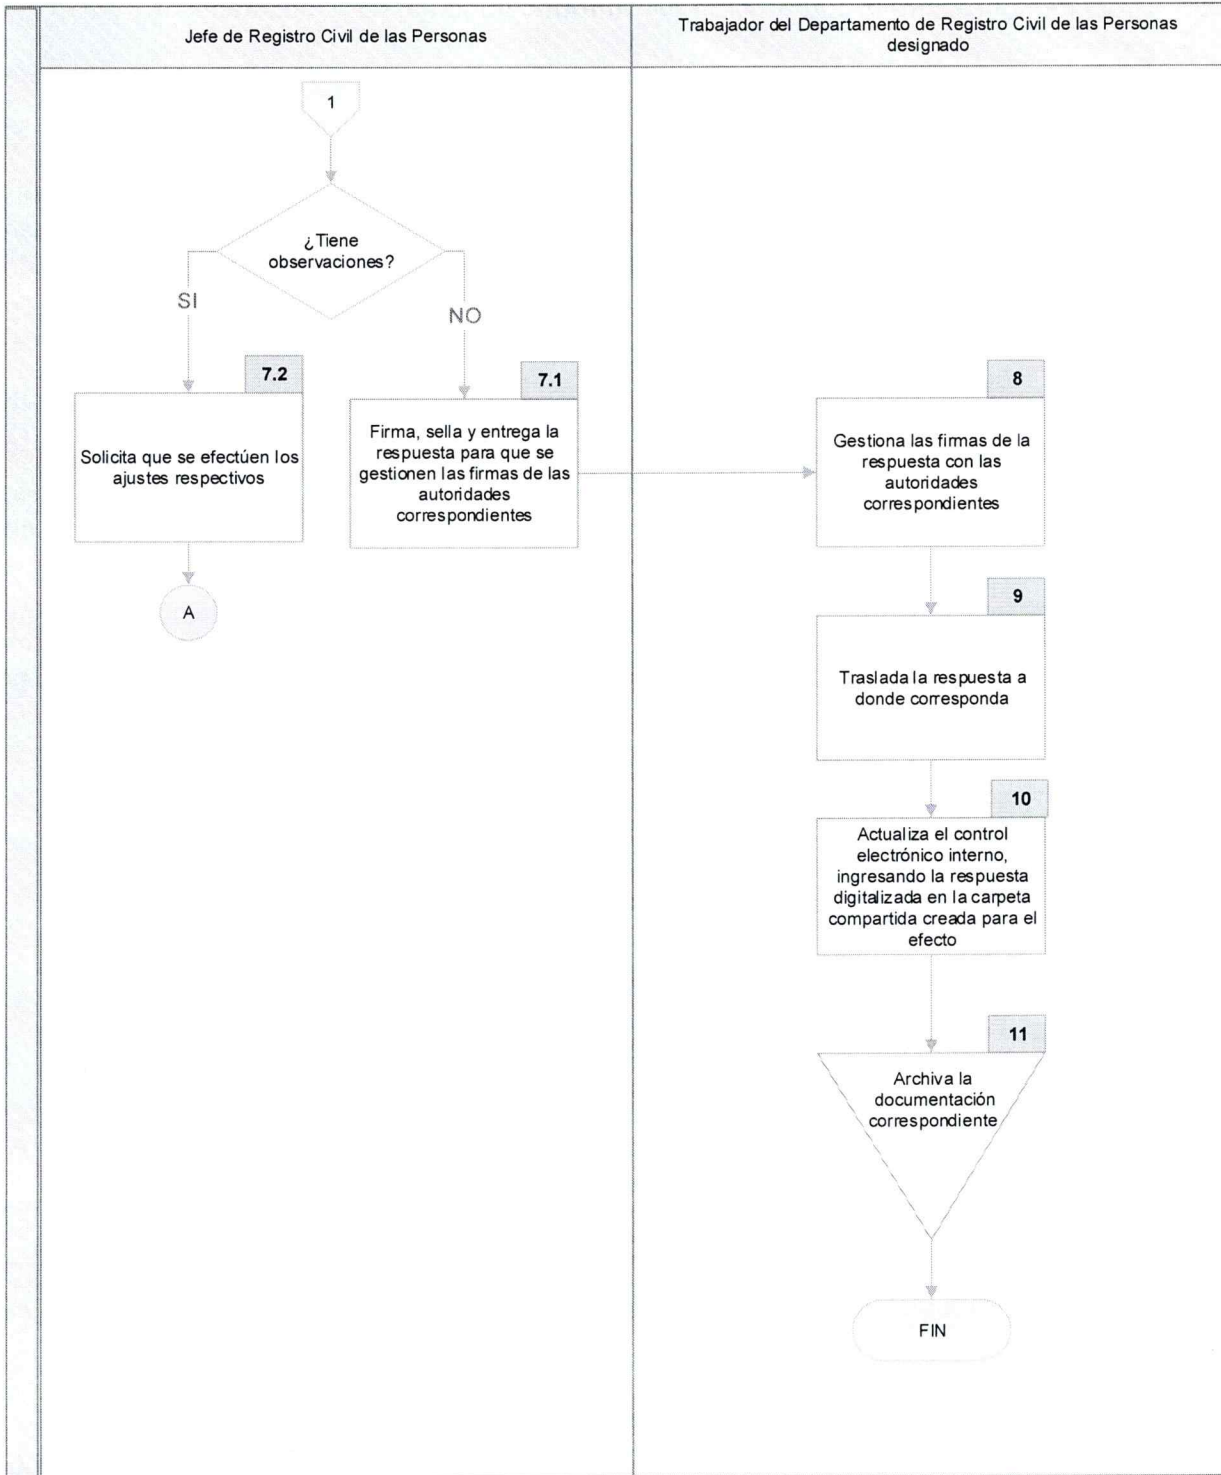 Jefe de Registro Civil de las Personas
Trabajador del Departamento de Registro Civil de las Personas
designado
1
¿Tiene
observaciones?
SI
NO
7.2
Solicita que se efectúen los
ajustes respectivos
A
7.1
Firma, sella y entrega la
respuesta para que se
gestionen las firmas de las
autoridades
correspondientes
8
Gestiona las firmas de la
respuesta con las
autoridades
correspondientes
9
Traslada la respuesta a
donde corresponda
10
Actualiza el control
electrónico interno,
ingresando la respuesta
digitalizada en la carpeta
compartida creada para el
efecto
11
Archiva la
documentación
correspondiente
FIN